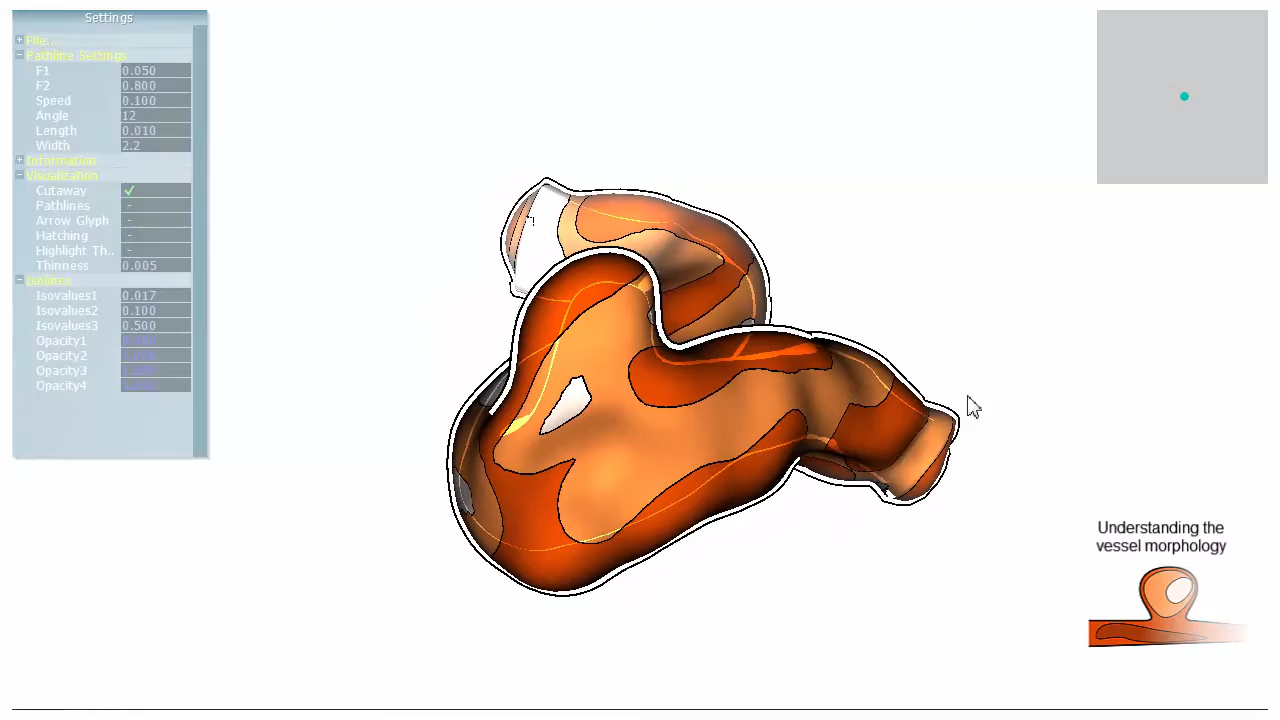 Settings
File..
Pathline Settings
F1 0.050
F2 0.800
Speed 0.100
Angle 12
Length 0.010
Width 2.2
Information
Visualization
Cutaway
Pathlines -
Arrow Glyph -
Hatching -
Highlight Th.. -
Thinness 0.005
Isolines
Isovalues1 0.017
Isovalues2 0.100
Isovalues3 0.500
Opacity1
Opacity2
Opacity3
Opacity4
Understanding the
vessel morphology